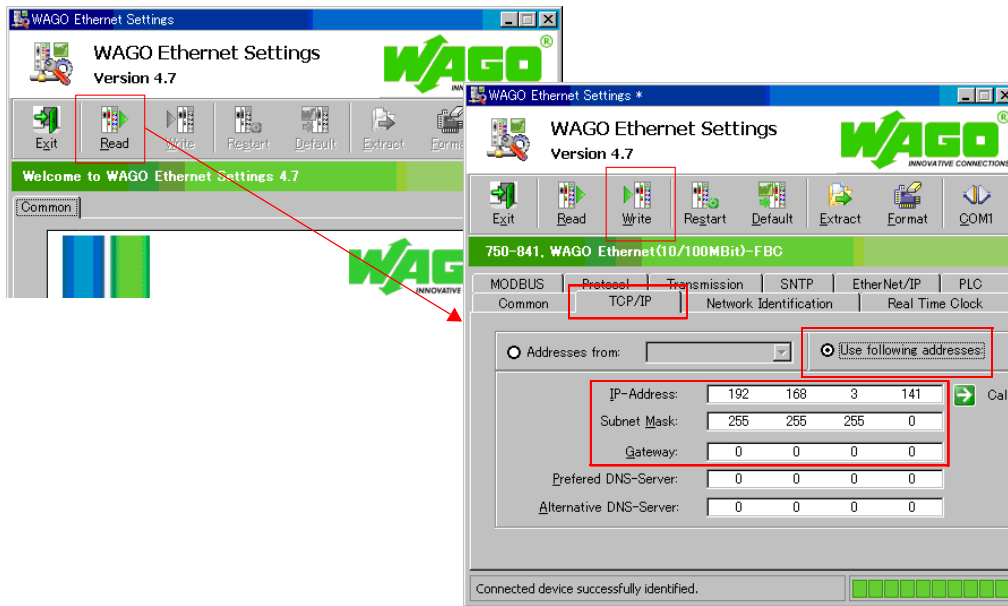 WAGO Ethernet Settings
WAGO Ethernet Settings
Version 4.7
WAGO
®
Exit Read Write Restart Default Extract
Welcome to WAGO Ethernet Settings 4.7
Common
WAG
INNOVATIVE
WAGO Ethernet Settings *
WAGO Ethernet Settings
Version 4.7
WAGO
®
INNOVATIVE CONNECTIONS
Exit Read Write Restart Default Extract Format COM1
750-841, WAGO Ethernet(10/100MBit)-FBC
MODBUS Protocol Transmission SNTP EtherNet/IP PLC
Common TCP/IP Network Identification Real Time Clock
Addresses from: Use following addresses:
IP-Address: 192 168 3 141 Cal
Subnet Mask: 255 255 255 0
Gateway: 0 0 0 0
Prefered DNS-Server: 0 0 0 0
Alternative DNS-Server: 0 0 0 0
Connected device successfully identified.